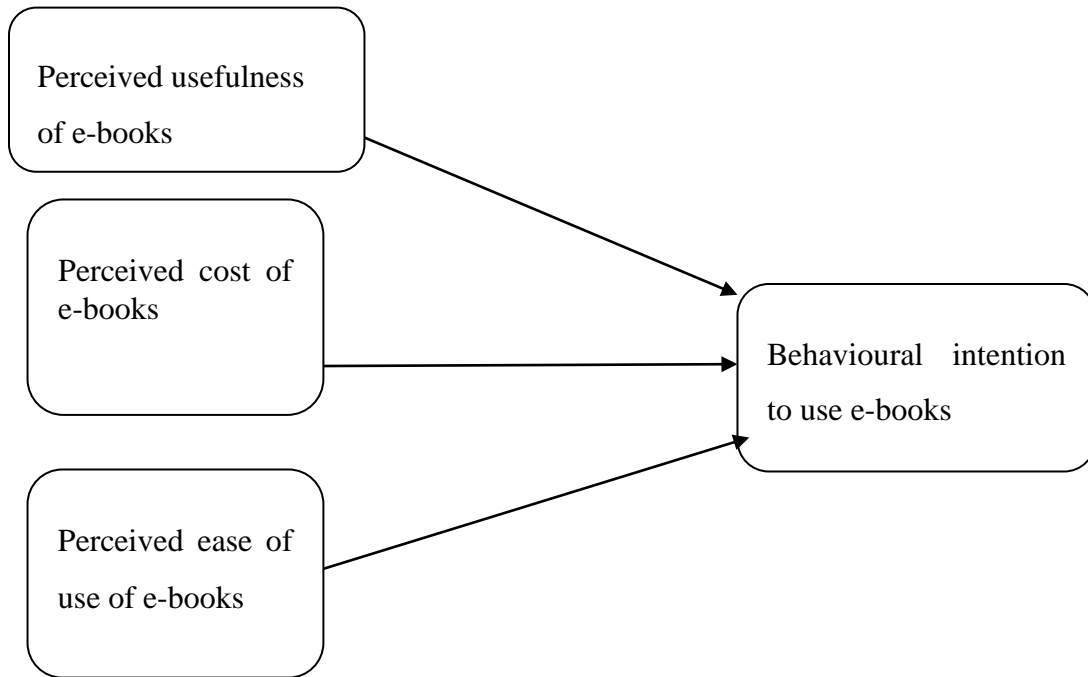 Perceived usefulness
of e-books
Perceived cost of
e-books
Behavioural intention
to use e-books
Perceived ease of
use of e-books